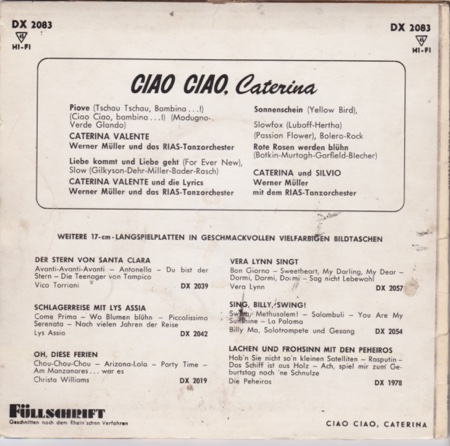 DX 2083
HI-FI
DX 2083
HI-FI
CIAO CIAO, Caterina
Piove (Tschau Tschau, Bambina...!)
(Ciao Ciao, bambina...!) (Modugno-
Verde Glando)
CATERINA VALENTE
Werner Müller und das RIAS-Tanzorchester
Liebe kommt und Liebe geht (For Ever New),
Slow (Gilkyson-Dehr-Miller-Bader-Rasch)
CATERINA VALENTE und die Lyrics
Werner Müller und das RIAS-Tanzorchester
Sonnenschein (Yellow Bird),
Slowfox (Luboff-Hertha)
(Passion Flower), Bolero-Rock
Rote Rosen werden blühn
(Botkin-Murtagh-Garfield-Blecher)
CATERINA und SILVIO
Werner Müller
mit dem RIAS-Tanzorchester
WEITERE 17-cm-LANGSPIELPLATTEN IN GESCHMACKVOLLEN VIELFARBIGEN BILDTASCHEN
DER STERN VON SANTA CLARA
Avanti-Avanti-Avanti – Antonella – Du bist der
Stern – Die Teenager von Tampico
Vico Torriani DX 2039
SCHLAGERREISE MIT LYS ASSIA
Come Prima – Wo Blumen blühn – Piccolissima
Serenata – Nach vielen Jahren der Reise
Lys Assia DX 2042
OH, DIESE FERIEN
Chou-Chou-Chou – Arizona-Lola – Party Time –
Am Manzanares... war es
Christa Williams DX 2019
VERA LYNN SINGT
Bon Giorno – Sweetheart, My Darling, My Dear –
Dormi, Dormi, Dormi – Sag nicht Lebewohl
Vera Lynn DX 2057
SING, BILLY, SWING!
Swing, Methusalem! – Salambuli – You Are My
Sunshine – La Paloma
Billy Mo, Solotrompete und Gesang DX 2054
LACHEN UND FROHSINN MIT DEN PEHEIROS
Hab'n Sie nicht so'n kleinen Satelliten – Rasputin –
Das Schiff ist aus Holz – Ach, spiel mir zum Ge-
burtstag noch 'ne Schnulze
Die Peheiros DX 1978
FÜLLSCHRIFT
Geschnitten nach dem Rhein'schen Verfahren
CIAO CIAO, CATERINA